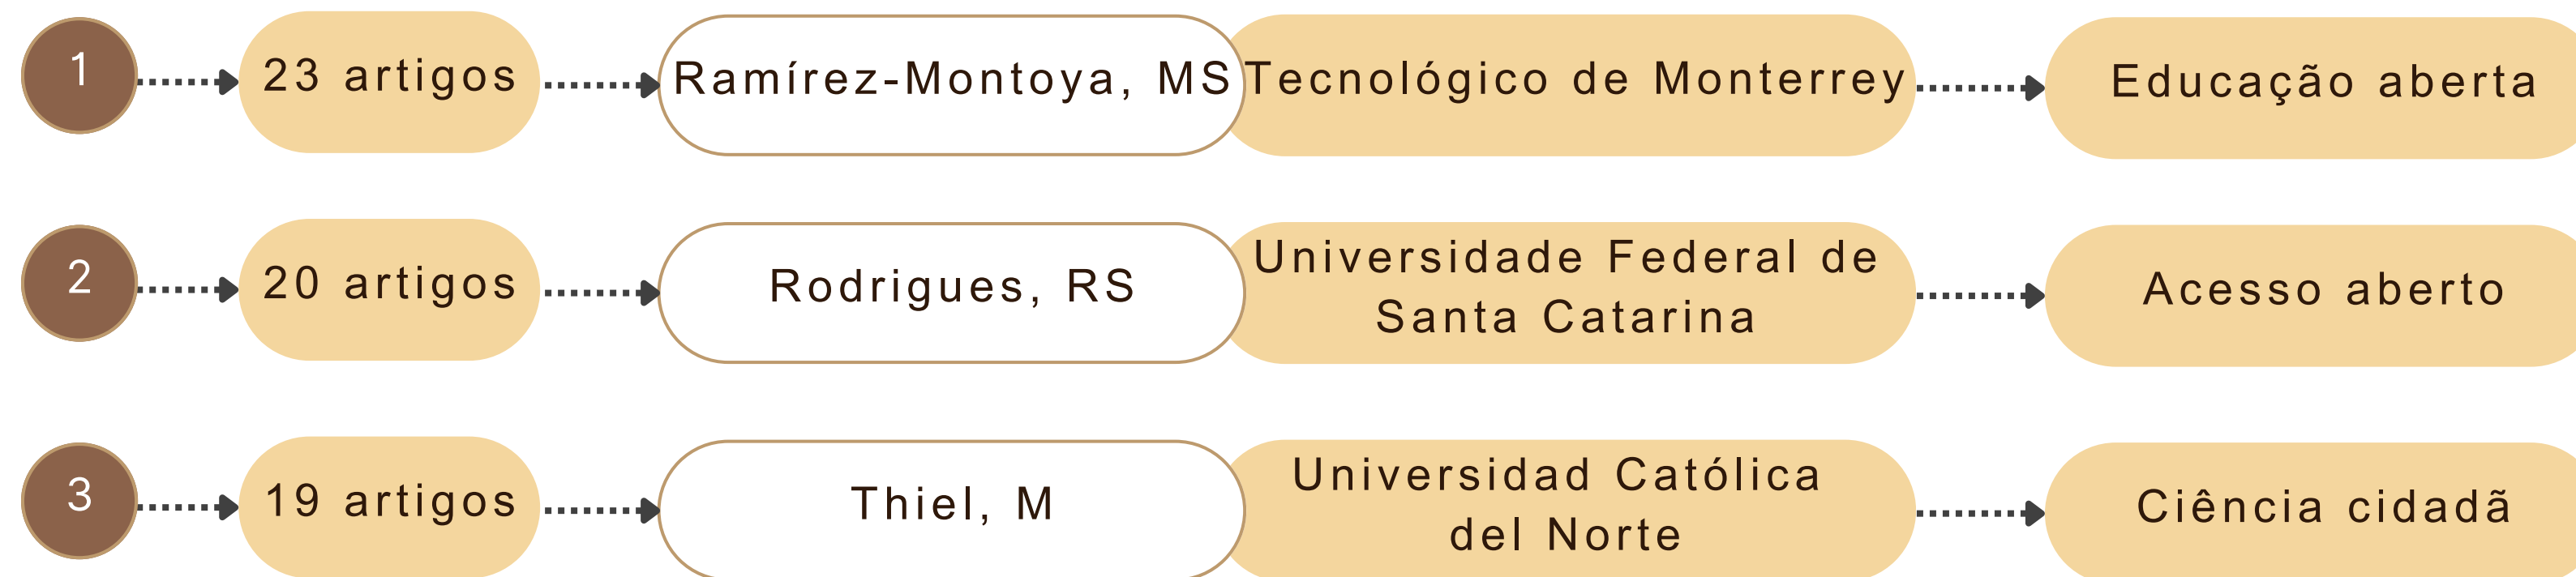 1
23 artigos
Ramírez-Montoya, MS
Tecnológico de Monterrey
Educação aberta
2
20 artigos
Rodrigues, RS
Universidade Federal de
Santa Catarina
Acesso aberto
3
19 artigos
Thiel, M
Universidad Católica
del Norte
Ciência cidadã